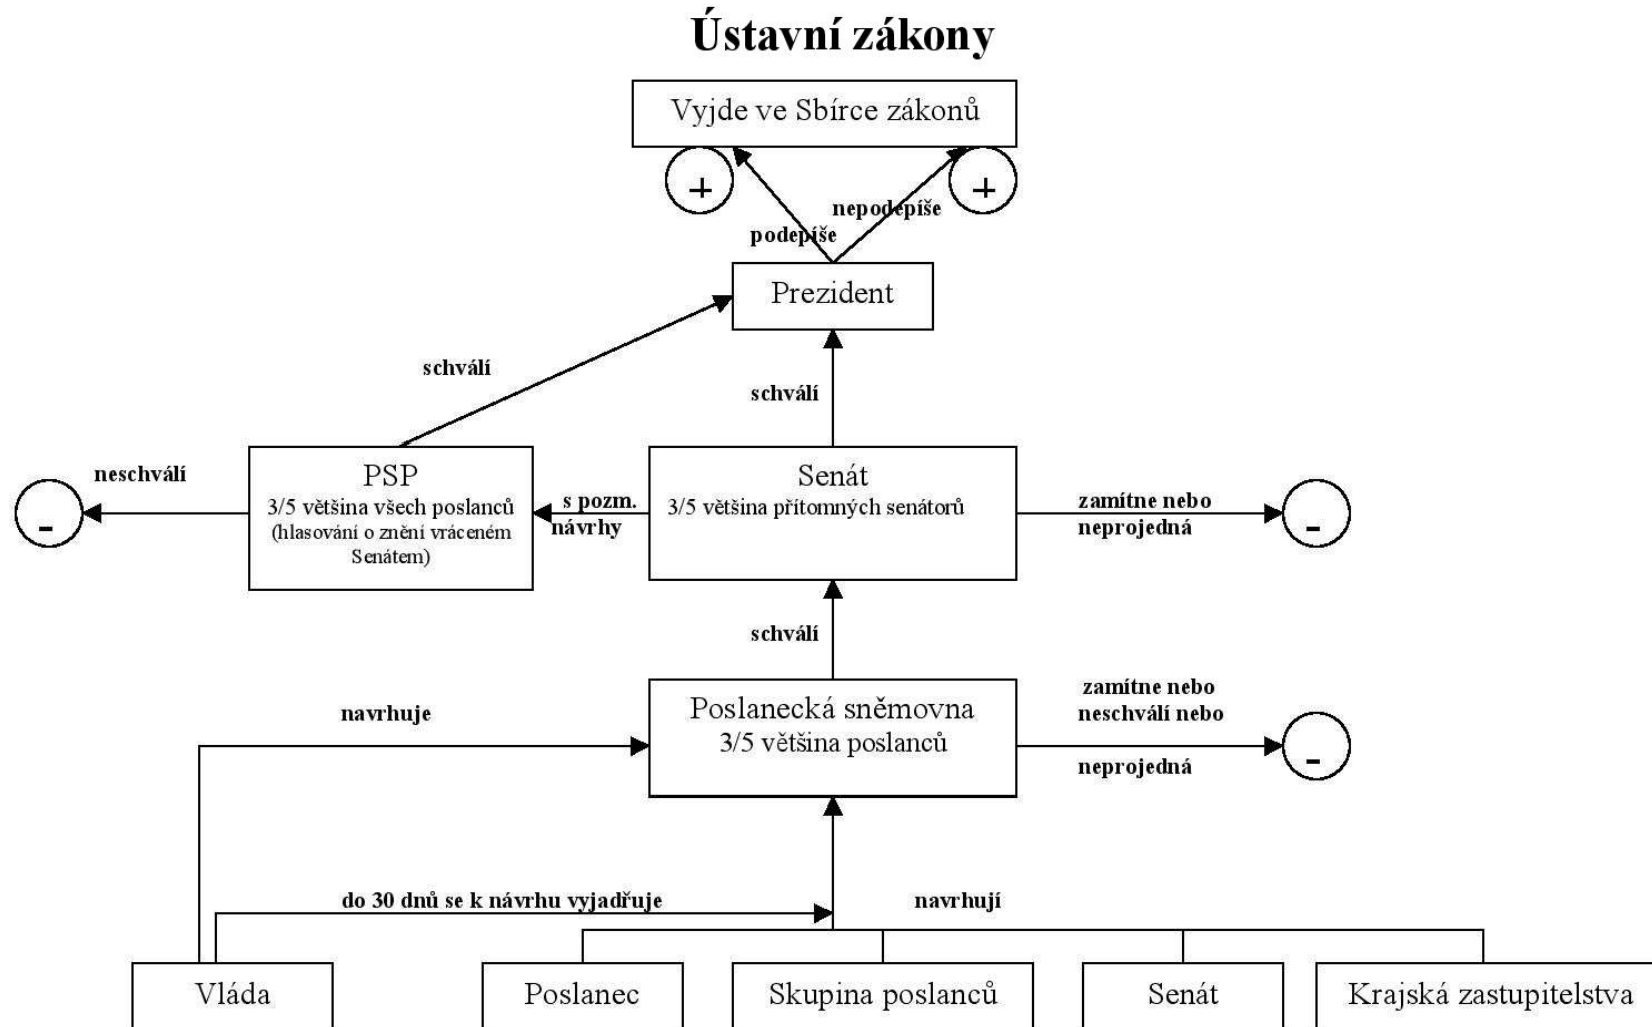 Ústavní zákony
Vyjde ve Sbírce zákonů
+
+
nepodepíše
podepíše
Prezident
schválí
schválí
neschválí
-
PSP
3/5 většina všech poslanců
(hlasování o znění vráceném
Senátem)
s pozm.
návrhy
Senát
3/5 většina přítomných senátorů
zamítne nebo
neprojedná
-
schválí
navrhuje
Poslanecká sněmovna
3/5 většina poslanců
zamítne nebo
neschválí nebo
neprojedná
-
do 30 dnů se k návrhu vyjadřuje
navrhují
Vláda
Poslanec
Skupina poslanců
Senát
Krajská zastupitelstva